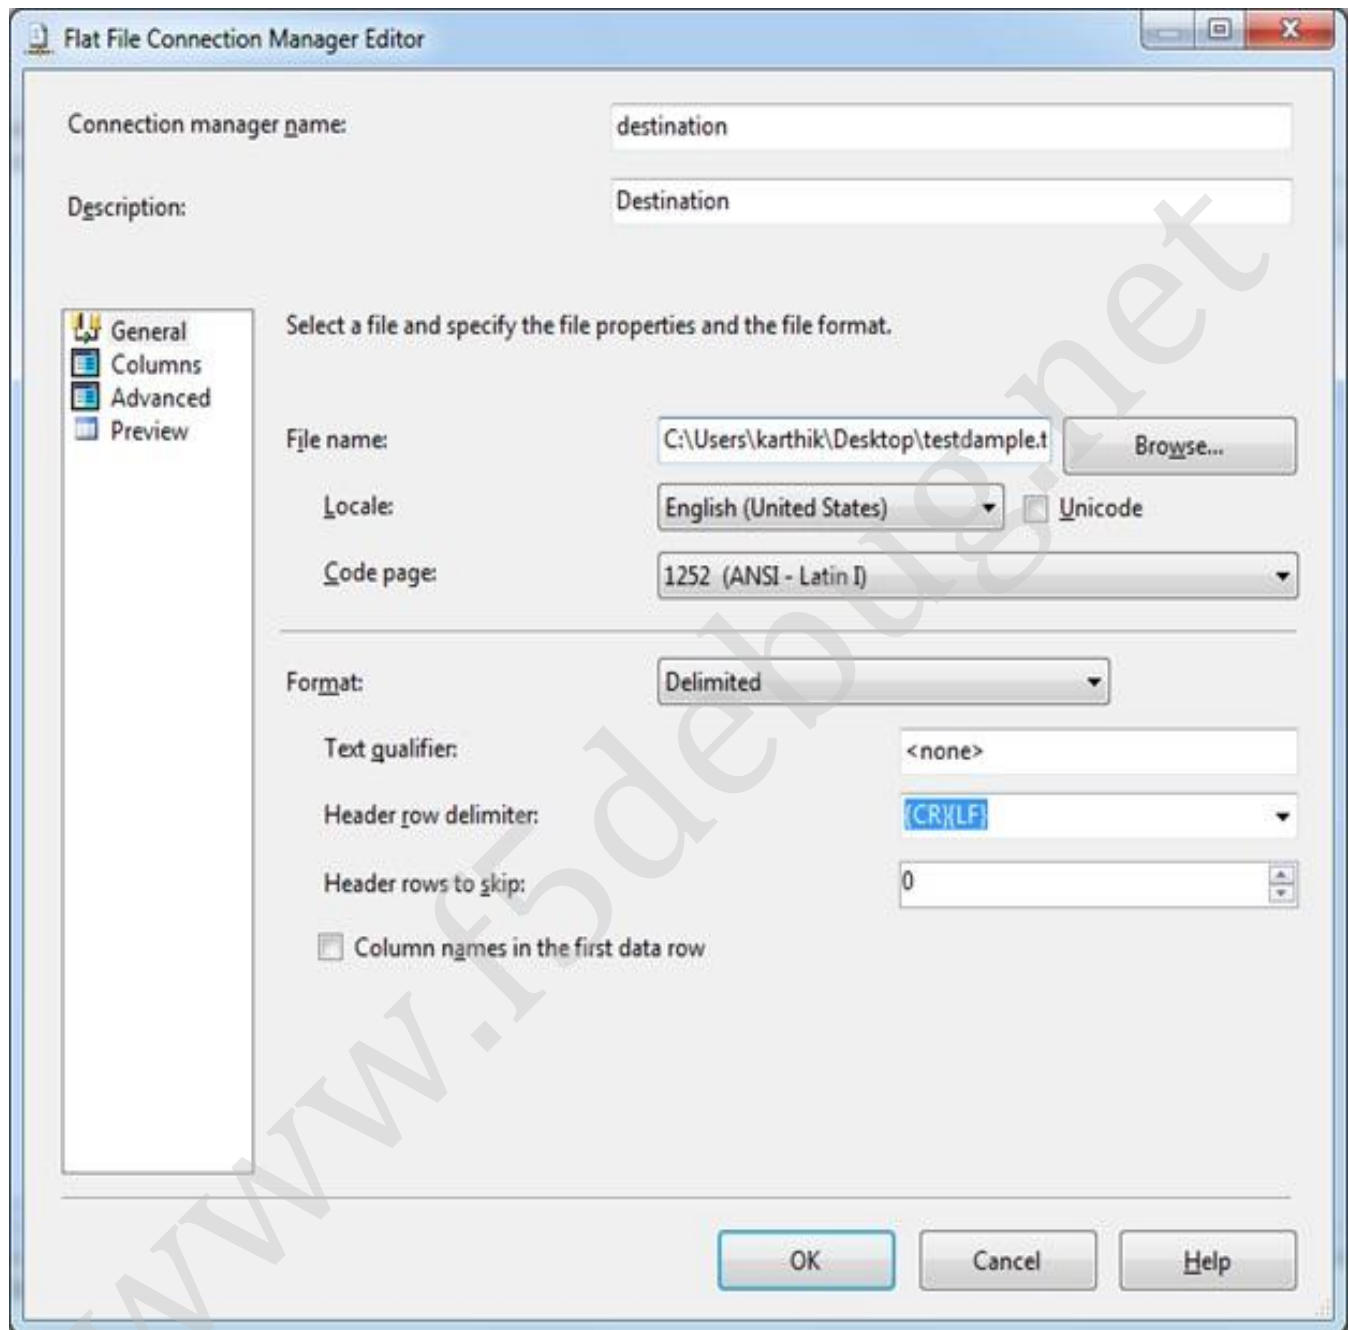 Flat File Connection Manager Editor
Connection manager name: destination
Description: Destination
General
Columns
Advanced
Preview
Select a file and specify the file properties and the file format.
File name: C:\Users\karthik\Desktop\testdample.t Browse...
Locale: English (United States) Unicode
Code page: 1252 (ANSI - Latin I)
Format: Delimited
Text qualifier: <none>
Header row delimiter: {CR}{LF}
Header rows to skip: 0
Column names in the first data row
OK Cancel Help
www.f5debug.net